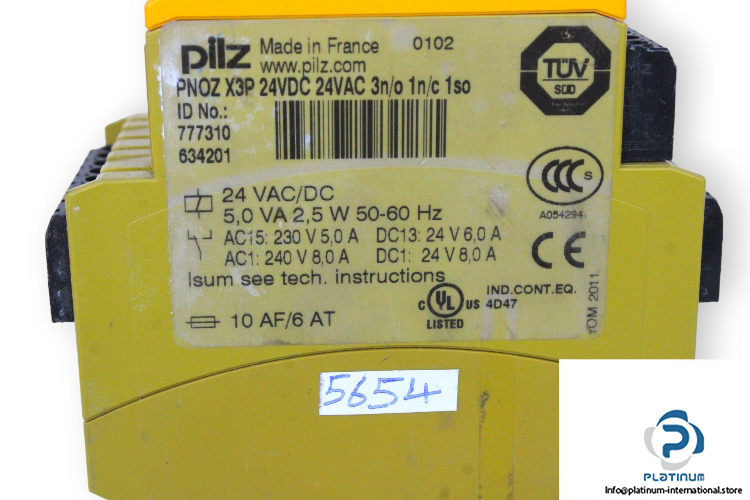 pilz Made in France 0102
www.pilz.com
PNOZ X3P 24VDC 24VAC 3n/o 1n/c 1so
ID No.:
777310
634201
TÜV
SÜD
CCC S
A054294
24 VAC/DC
5,0 VA 2,5 W 50-60 Hz
AC15: 230 V 5,0 A DC13: 24 V 6,0 A
AC1: 240 V 8,0 A DC1: 24 V 8,0 A
Isum see tech. instructions
CE
C UL US LISTED
IND.CONT.EQ.
4D47
YOM 2011
10 AF/6 AT
5654
PLATINUM
Info@platinum-international.store